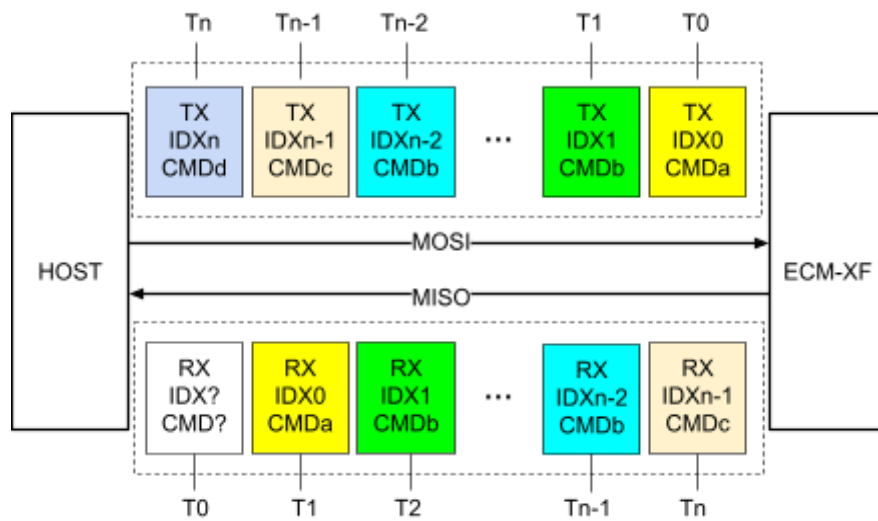 Tn Tn-1 Tn-2 T1 T0
TX TX TX TX TX
IDXn IDXn-1 IDXn-2 ... IDX1 IDX0
CMDd CMDc CMDb CMDb CMDa
MOSI
HOST ECM-XF
MISO
RX RX RX RX RX
IDX? IDX0 IDX1 ... IDXn-2 IDXn-1
CMD? CMDa CMDb CMDb CMDc
T0 T1 T2 Tn-1 Tn